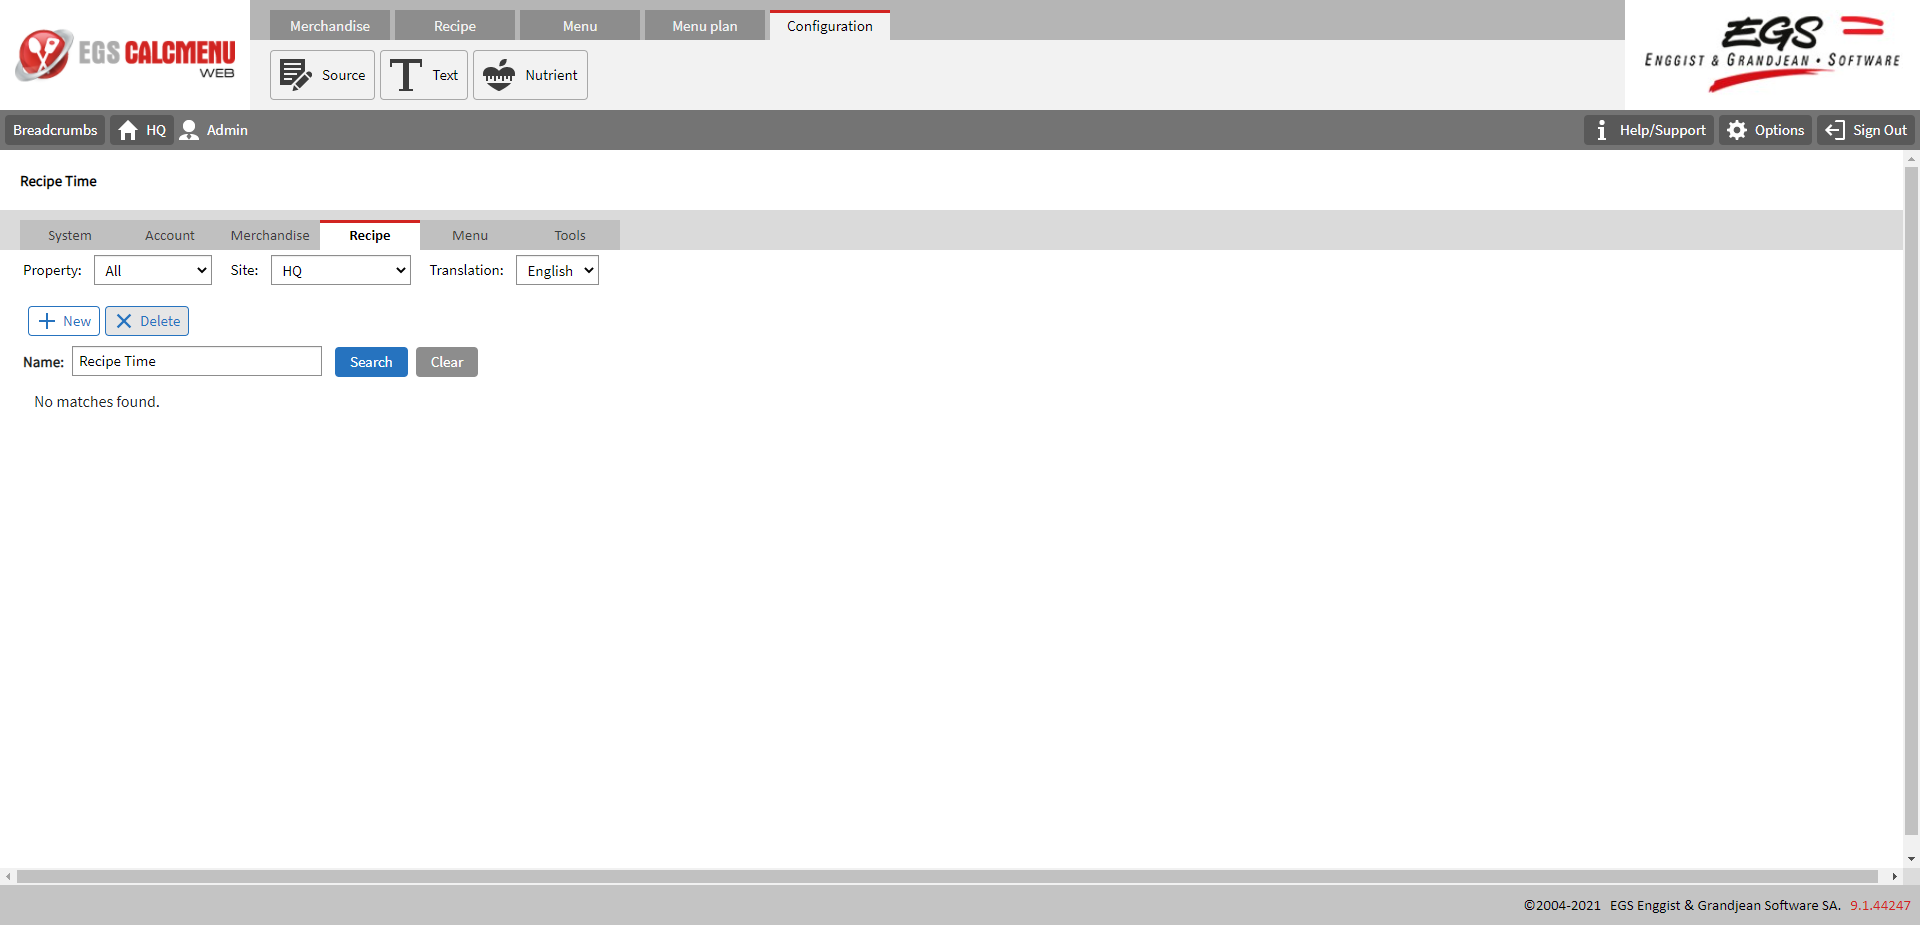 EGS CALCMENU
WEB
Merchandise Recipe Menu Menu plan Configuration
Source Text Nutrient
EGS
ENGGIST & GRANDJEAN • SOFTWARE
Breadcrumbs HQ Admin Help/Support Options Sign Out
Recipe Time
System Account Merchandise Recipe Menu Tools
Property: All Site: HQ Translation: English
New Delete
Name: Recipe Time Search Clear
No matches found.
©2004-2021 EGS Enggist & Grandjean Software SA. 9.1.44247